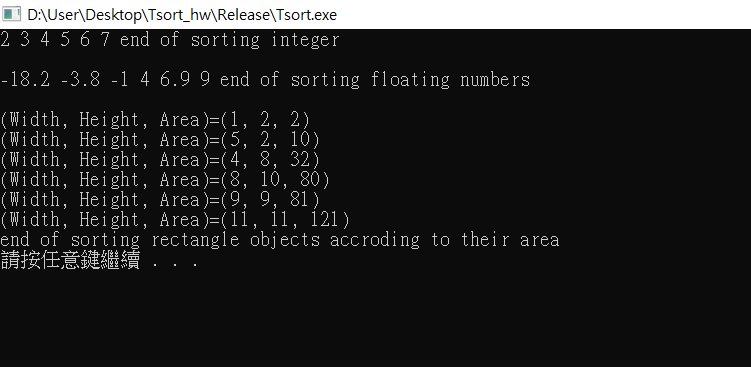 D:\User\Desktop\Tsort_hw\Release\Tsort.exe
2 3 4 5 6 7 end of sorting integer
-18.2 -3.8 -1 4 6.9 9 end of sorting floating numbers
(Width, Height, Area)=(1, 2, 2)
(Width, Height, Area)=(5, 2, 10)
(Width, Height, Area)=(4, 8, 32)
(Width, Height, Area)=(8, 10, 80)
(Width, Height, Area)=(9, 9, 81)
(Width, Height, Area)=(11, 11, 121)
end of sorting rectangle objects accroding to their area
請按任意鍵繼續 . . .